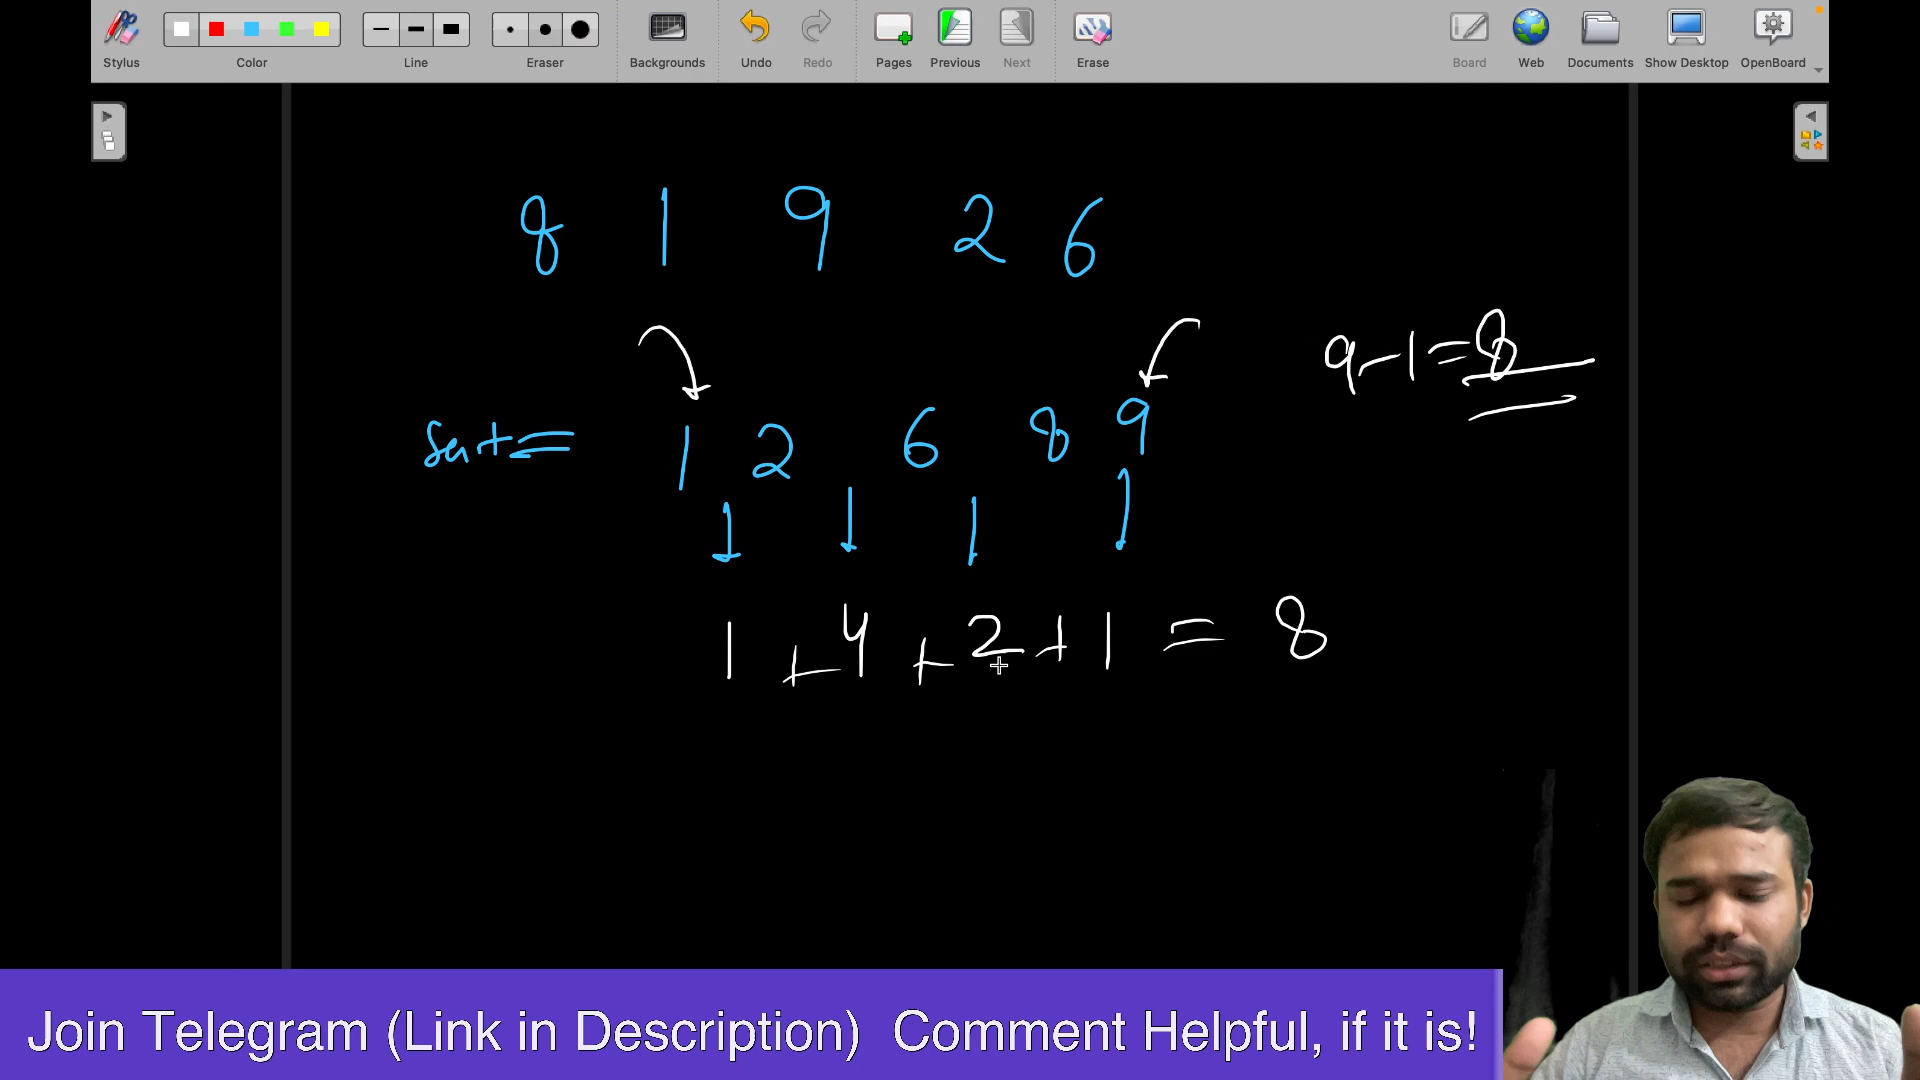 Stylus Color Line Eraser Backgrounds Undo Redo Pages Previous Next Erase Board Web Documents Show Desktop OpenBoard
8 1 9 2 6
9-1=8
Sort= 1 2 6 8 9
1 +4 +2+1 = 8
Join Telegram (Link in Description) Comment Helpful, if it is!